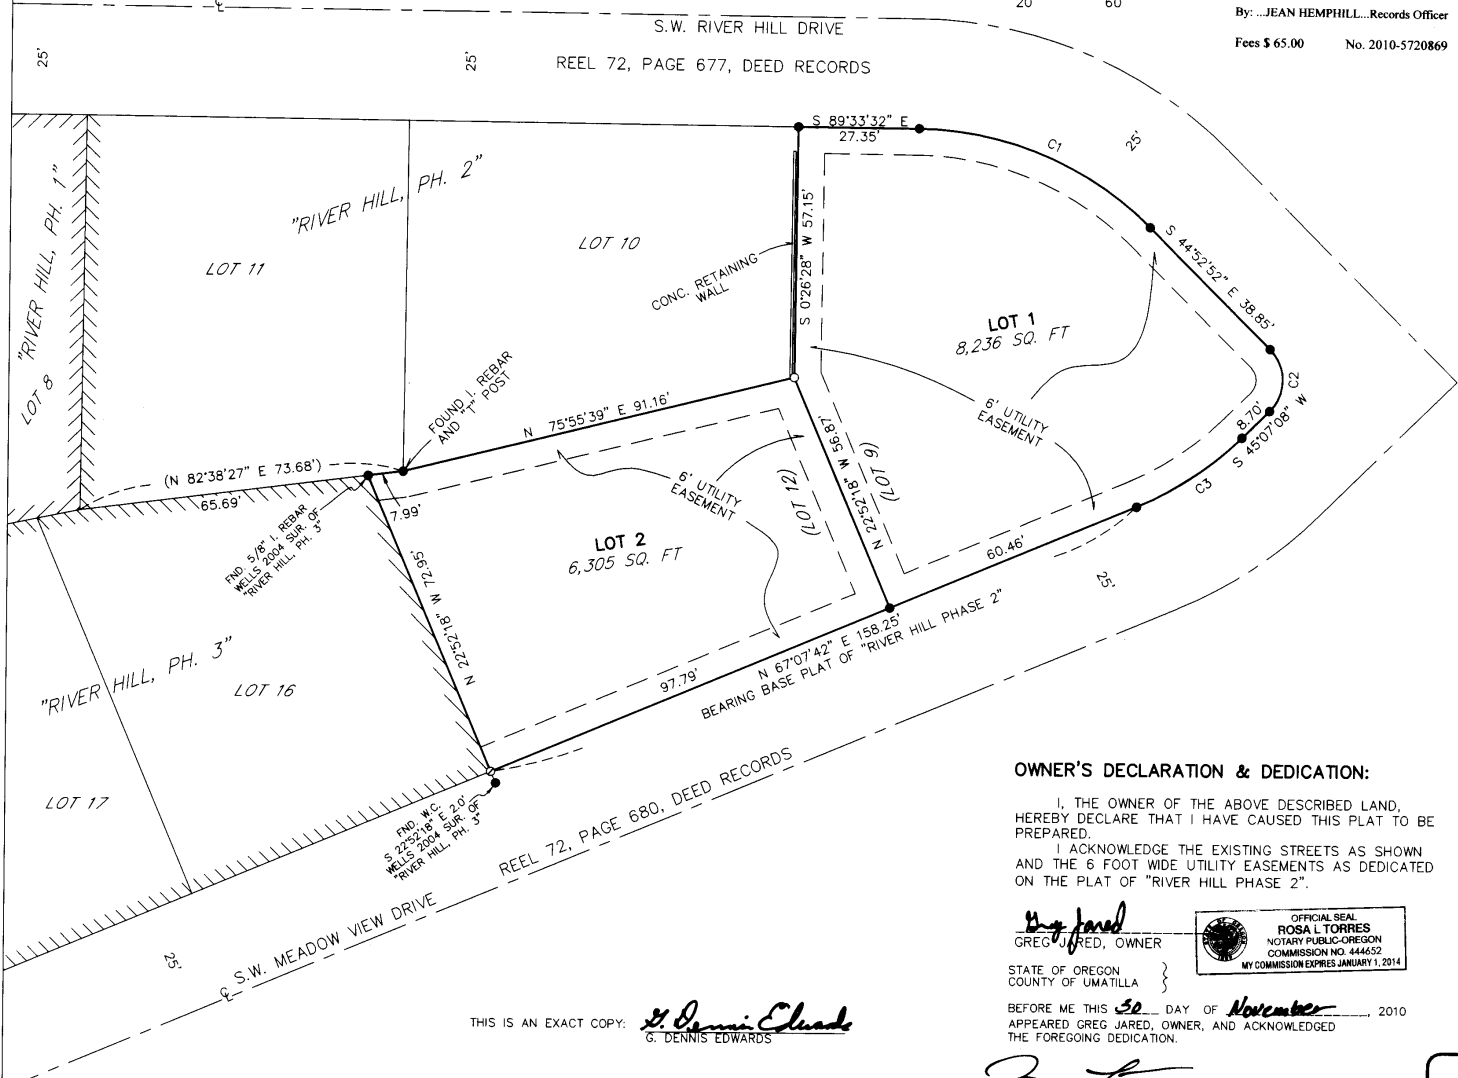 20
60
By: ...JEAN HEMPHILL...Records Officer
Fees $ 65.00 No. 2010-5720869
℄
S.W. RIVER HILL DRIVE
25'
25'
REEL 72, PAGE 677, DEED RECORDS
S 89°33'32" E
27.35'
C1
25'
"RIVER HILL, PH. 1"
LOT 8
"RIVER HILL, PH. 2"
LOT 11
LOT 10
CONC. RETAINING
WALL
S 0°26'28" W 57.15'
S 44°52'52" E 38.85'
LOT 1
8,236 SQ. FT
C2
6' UTILITY
EASEMENT
8.70'
S 45°07'08" W
C3
FOUND I. REBAR
AND "T" POST
N 75°55'39" E 91.16'
(N 82°38'27" E 73.68')
65.69'
7.99'
FND. 5/8" I. REBAR
WELLS 2004 SUR. OF
"RIVER HILL, PH. 3"
6' UTILITY
EASEMENT
(LOT 12)
N 22°52'18" W 56.87'
(LOT 9)
LOT 2
6,305 SQ. FT
60.46'
25'
N 22°52'18" W 72.95'
"RIVER HILL, PH. 3"
LOT 16
97.79'
N 67°07'42" E 158.25'
BEARING BASE PLAT OF "RIVER HILL PHASE 2"
LOT 17
FND. W.C.
S 22°52'18" E 2.0'
WELLS 2004 SUR. OF
"RIVER HILL, PH. 3"
REEL 72, PAGE 680, DEED RECORDS
25'
℄ S.W. MEADOW VIEW DRIVE
OWNER'S DECLARATION & DEDICATION:
I, THE OWNER OF THE ABOVE DESCRIBED LAND,
HEREBY DECLARE THAT I HAVE CAUSED THIS PLAT TO BE
PREPARED.
I ACKNOWLEDGE THE EXISTING STREETS AS SHOWN
AND THE 6 FOOT WIDE UTILITY EASEMENTS AS DEDICATED
ON THE PLAT OF "RIVER HILL PHASE 2".
Greg Jared
GREG JARED, OWNER
OFFICIAL SEAL
ROSA L TORRES
NOTARY PUBLIC-OREGON
COMMISSION NO. 444652
MY COMMISSION EXPIRES JANUARY 1, 2014
STATE OF OREGON
COUNTY OF UMATILLA
BEFORE ME THIS 30 DAY OF November, 2010
APPEARED GREG JARED, OWNER, AND ACKNOWLEDGED
THE FOREGOING DEDICATION.
THIS IS AN EXACT COPY: G. Dennis Edwards
G. DENNIS EDWARDS